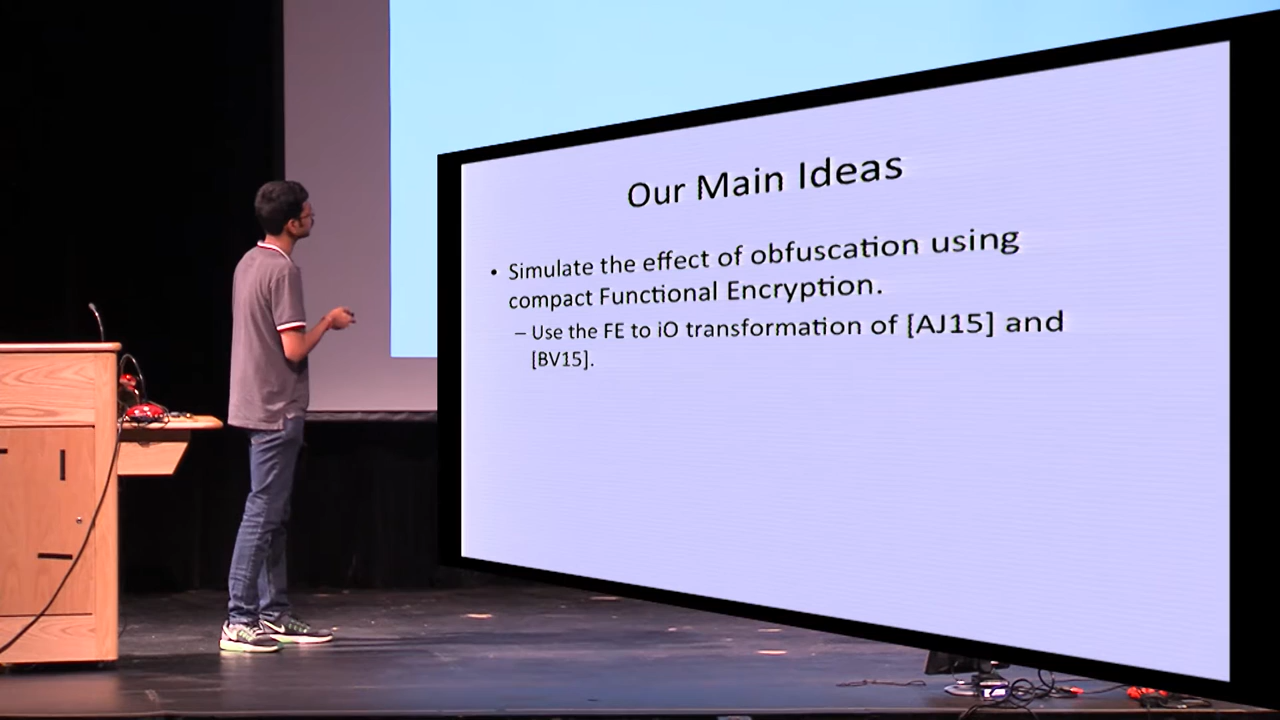 Our Main Ideas
• Simulate the effect of obfuscation using
compact Functional Encryption.
– Use the FE to iO transformation of [AJ15] and
[BV15].